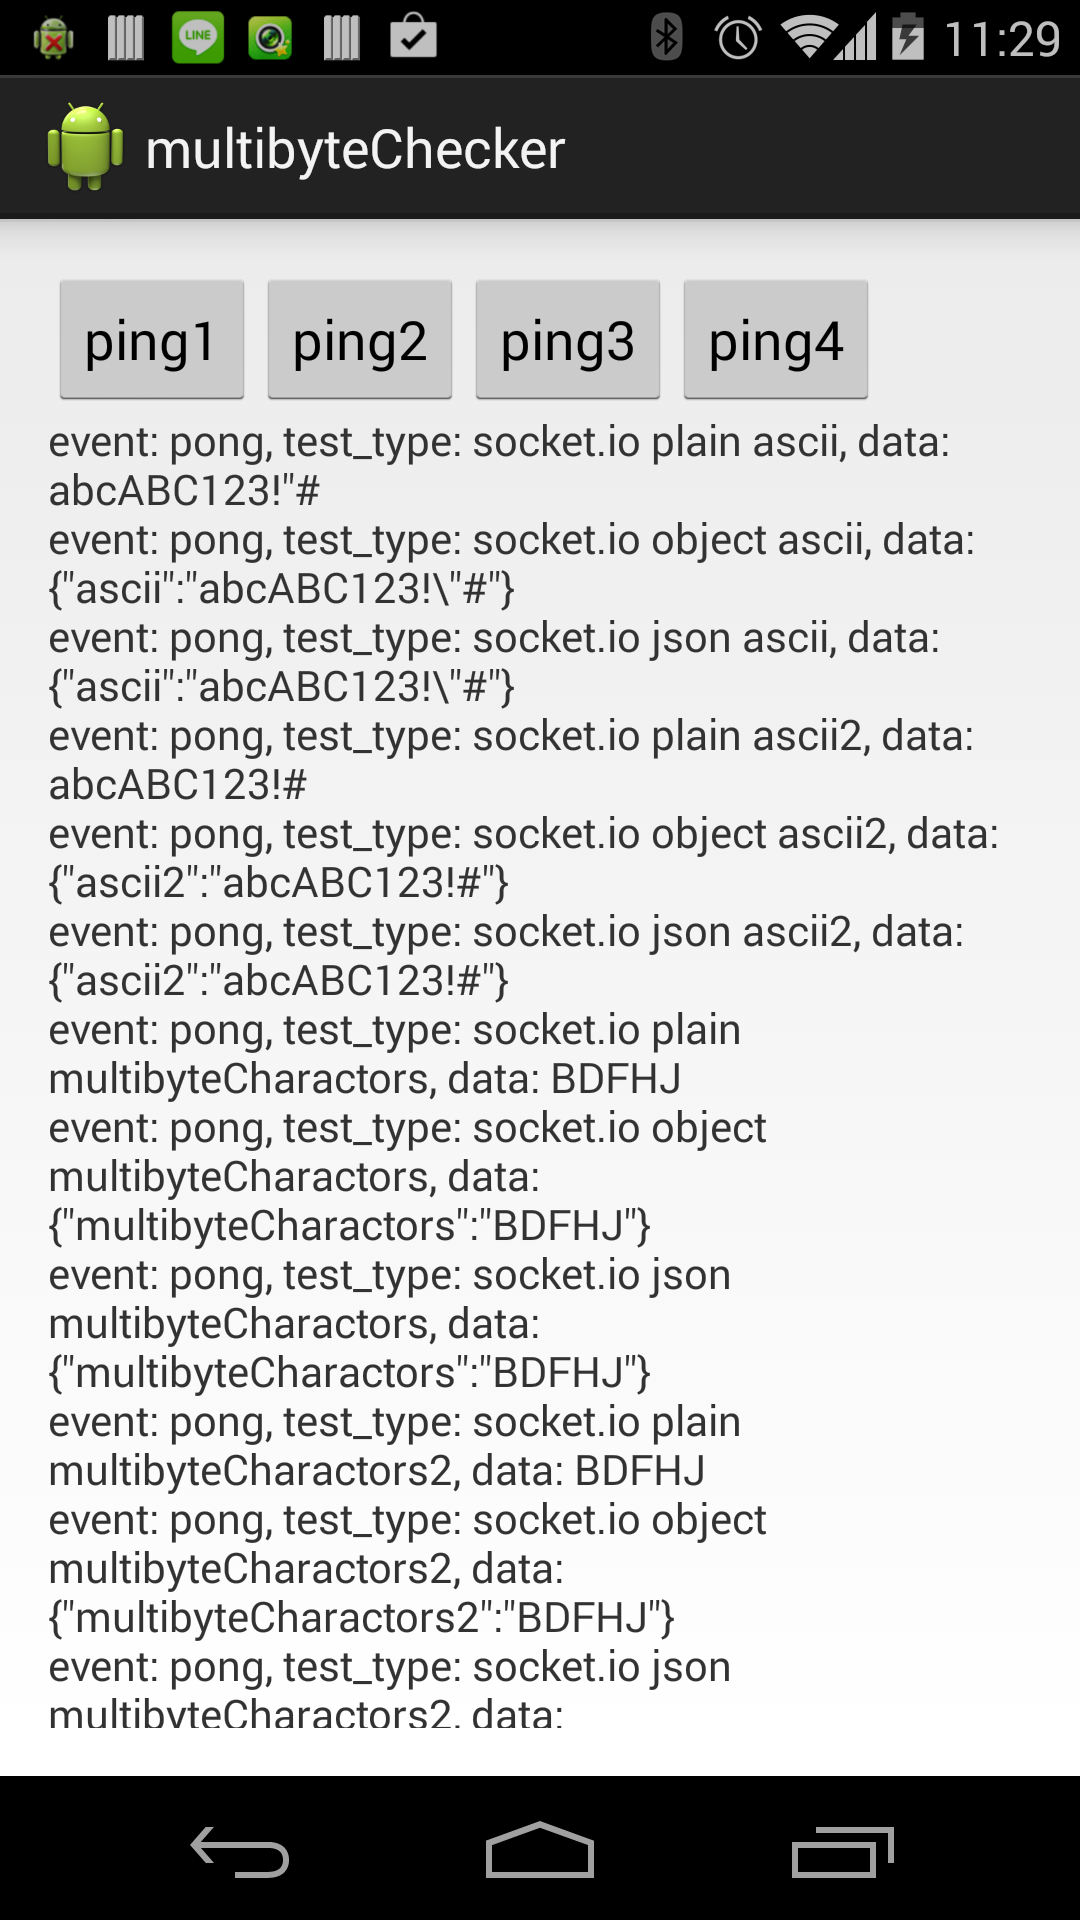 LINE
11:29
multibyteChecker
ping1 ping2 ping3 ping4
event: pong, test_type: socket.io plain ascii, data:
abcABC123!"#
event: pong, test_type: socket.io object ascii, data:
{"ascii":"abcABC123!\"#"}
event: pong, test_type: socket.io json ascii, data:
{"ascii":"abcABC123!\"#"}
event: pong, test_type: socket.io plain ascii2, data:
abcABC123!#
event: pong, test_type: socket.io object ascii2, data:
{"ascii2":"abcABC123!#"}
event: pong, test_type: socket.io json ascii2, data:
{"ascii2":"abcABC123!#"}
event: pong, test_type: socket.io plain
multibyteCharactors, data: BDFHJ
event: pong, test_type: socket.io object
multibyteCharactors, data:
{"multibyteCharactors":"BDFHJ"}
event: pong, test_type: socket.io json
multibyteCharactors, data:
{"multibyteCharactors":"BDFHJ"}
event: pong, test_type: socket.io plain
multibyteCharactors2, data: BDFHJ
event: pong, test_type: socket.io object
multibyteCharactors2, data:
{"multibyteCharactors2":"BDFHJ"}
event: pong, test_type: socket.io json
multibyteCharactors2, data: